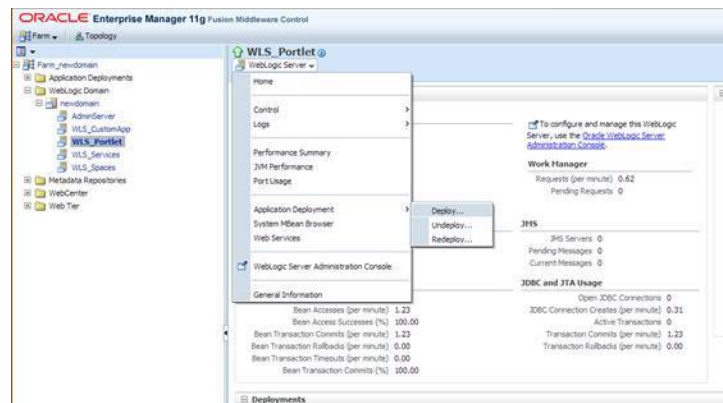 ORACLE Enterprise Manager 11g Fusion Middleware Control
Farm Topology
Farm_newdomain
Application Deployments
WebLogic Domain
newdomain
AdminServer
WLS_CustomApp
WLS_Portlet
WLS_Services
WLS_Spaces
Metadata Repositories
WebCenter
Web Tier
WLS_Portlet
WebLogic Server
Home
Control
Logs
Performance Summary
JVM Performance
Port Usage
Application Deployment
System MBean Browser
Web Services
WebLogic Server Administration Console
General Information
Deploy...
Undeploy...
Redeploy...
Bean Accesses (per minute) 1.23
Bean Access Successes (%) 100.00
Bean Transaction Commits (per minute) 1.23
Bean Transaction Rollbacks (per minute) 0.00
Bean Transaction Timeouts (per minute) 0.00
Bean Transaction Commits (%) 100.00
To configure and manage this WebLogic
Server, use the Oracle WebLogic Server
Administration Console.
Work Manager
Requests (per minute) 0.62
Pending Requests 0
JMS
JMS Servers 0
Pending Messages 0
Current Messages 0
JDBC and JTA Usage
Open JDBC Connections 0
JDBC Connection Creates (per minute) 0.31
Active Transactions 0
Transaction Commits (per minute) 1.23
Transaction Rollbacks (per minute) 0.00
Deployments